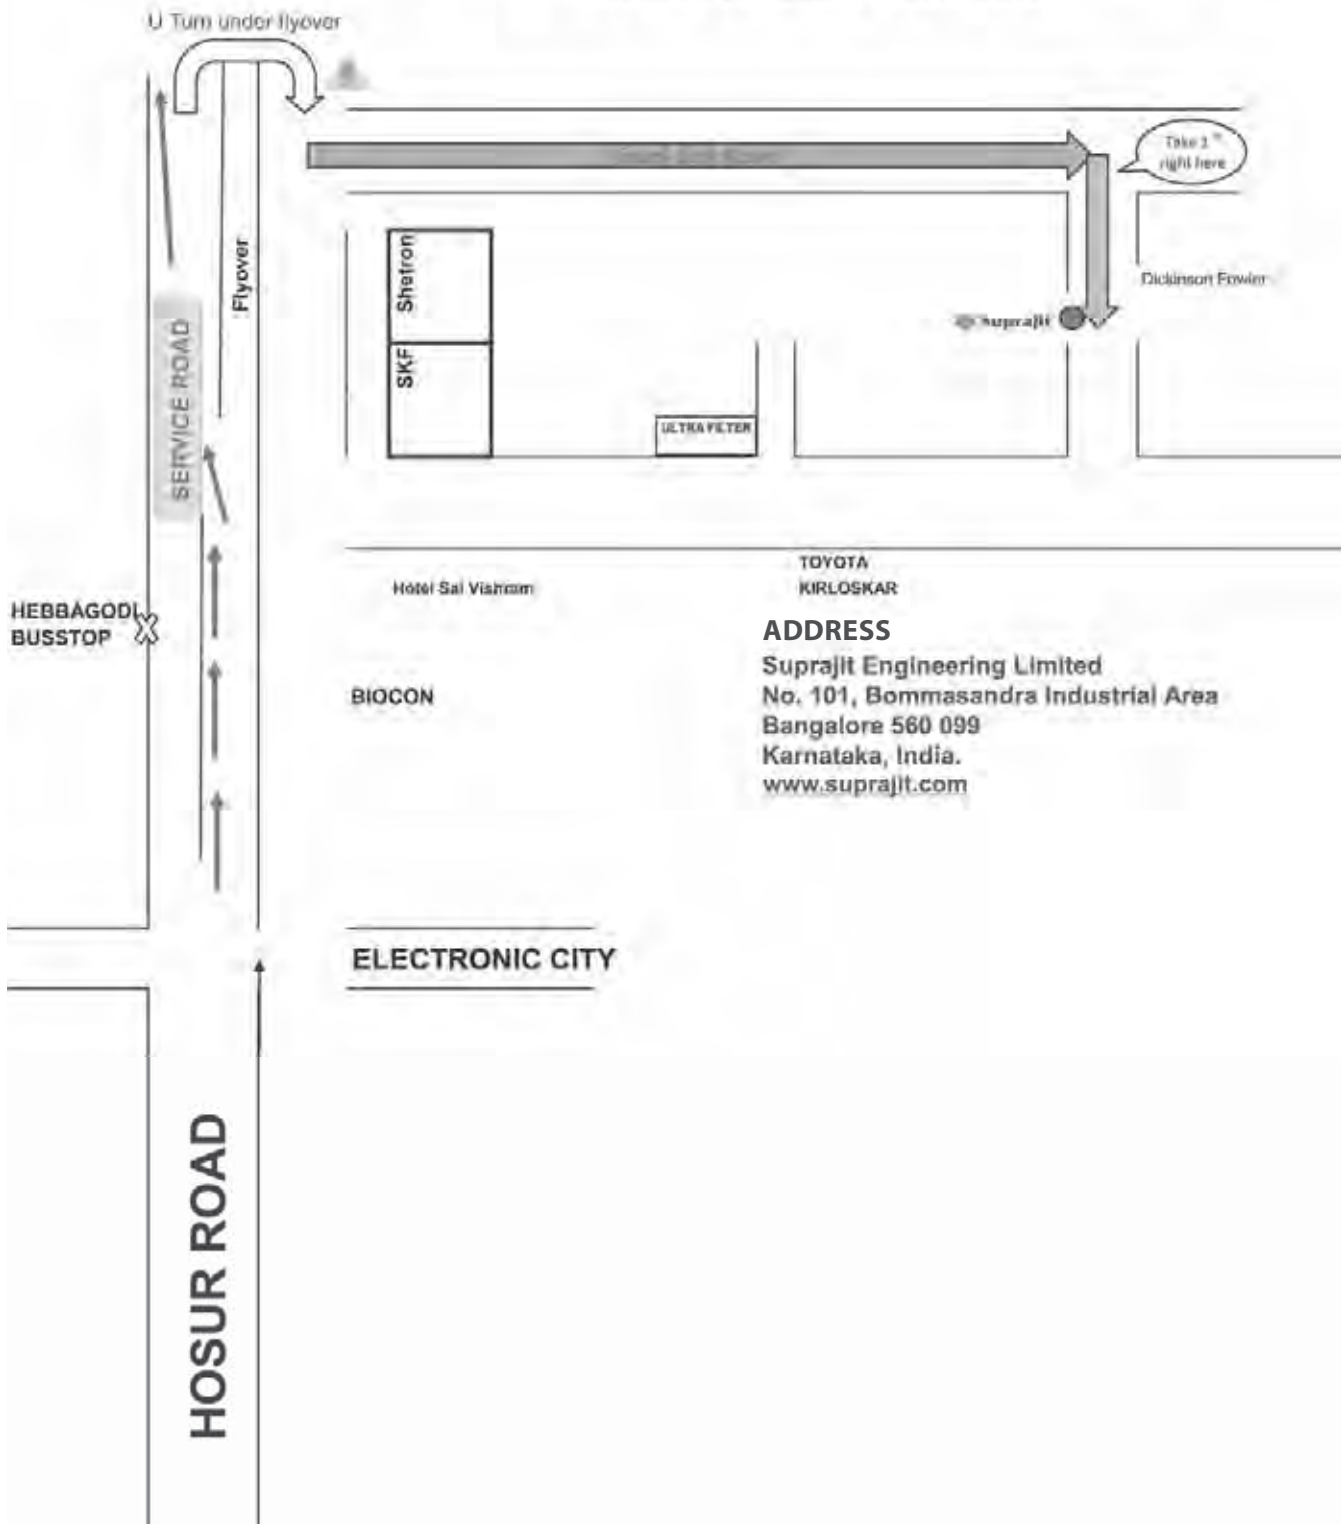 U Turn under flyover
Take 1st
right here
Flyover
Shetron
Dickinson Fowler
Suprajit
SERVICE ROAD
SKF
ULTRA FILTER
TOYOTA
KIRLOSKAR
Hotel Sai Vishram
HEBBAGODI
BUSSTOP
X
ADDRESS
Suprajit Engineering Limited
No. 101, Bommasandra Industrial Area
Bangalore 560 099
Karnataka, India.
www.suprajit.com
BIOCON
ELECTRONIC CITY
HOSUR ROAD